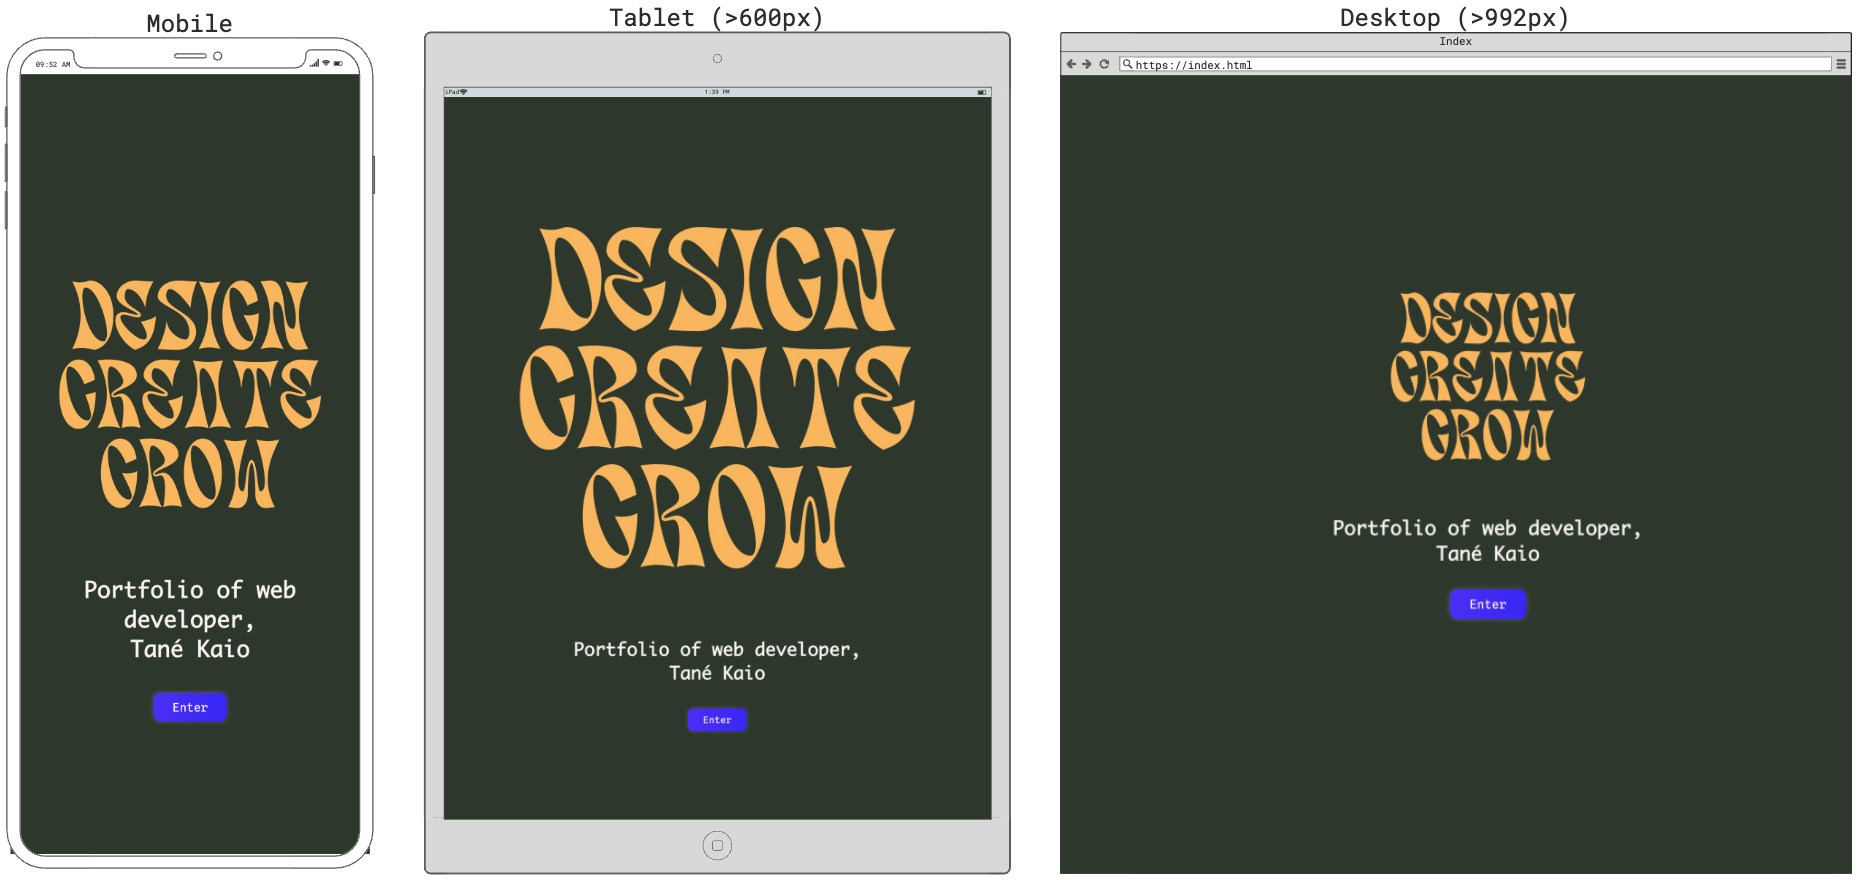 Mobile
09:52 AM
DESIGN
CREATE
GROW
Portfolio of web
developer,
Tané Kaio
Enter
Tablet (>600px)
iPad
1:39 PM
DESIGN
CREATE
GROW
Portfolio of web developer,
Tané Kaio
Enter
Desktop (>992px)
Index
https://index.html
DESIGN
CREATE
GROW
Portfolio of web developer,
Tané Kaio
Enter